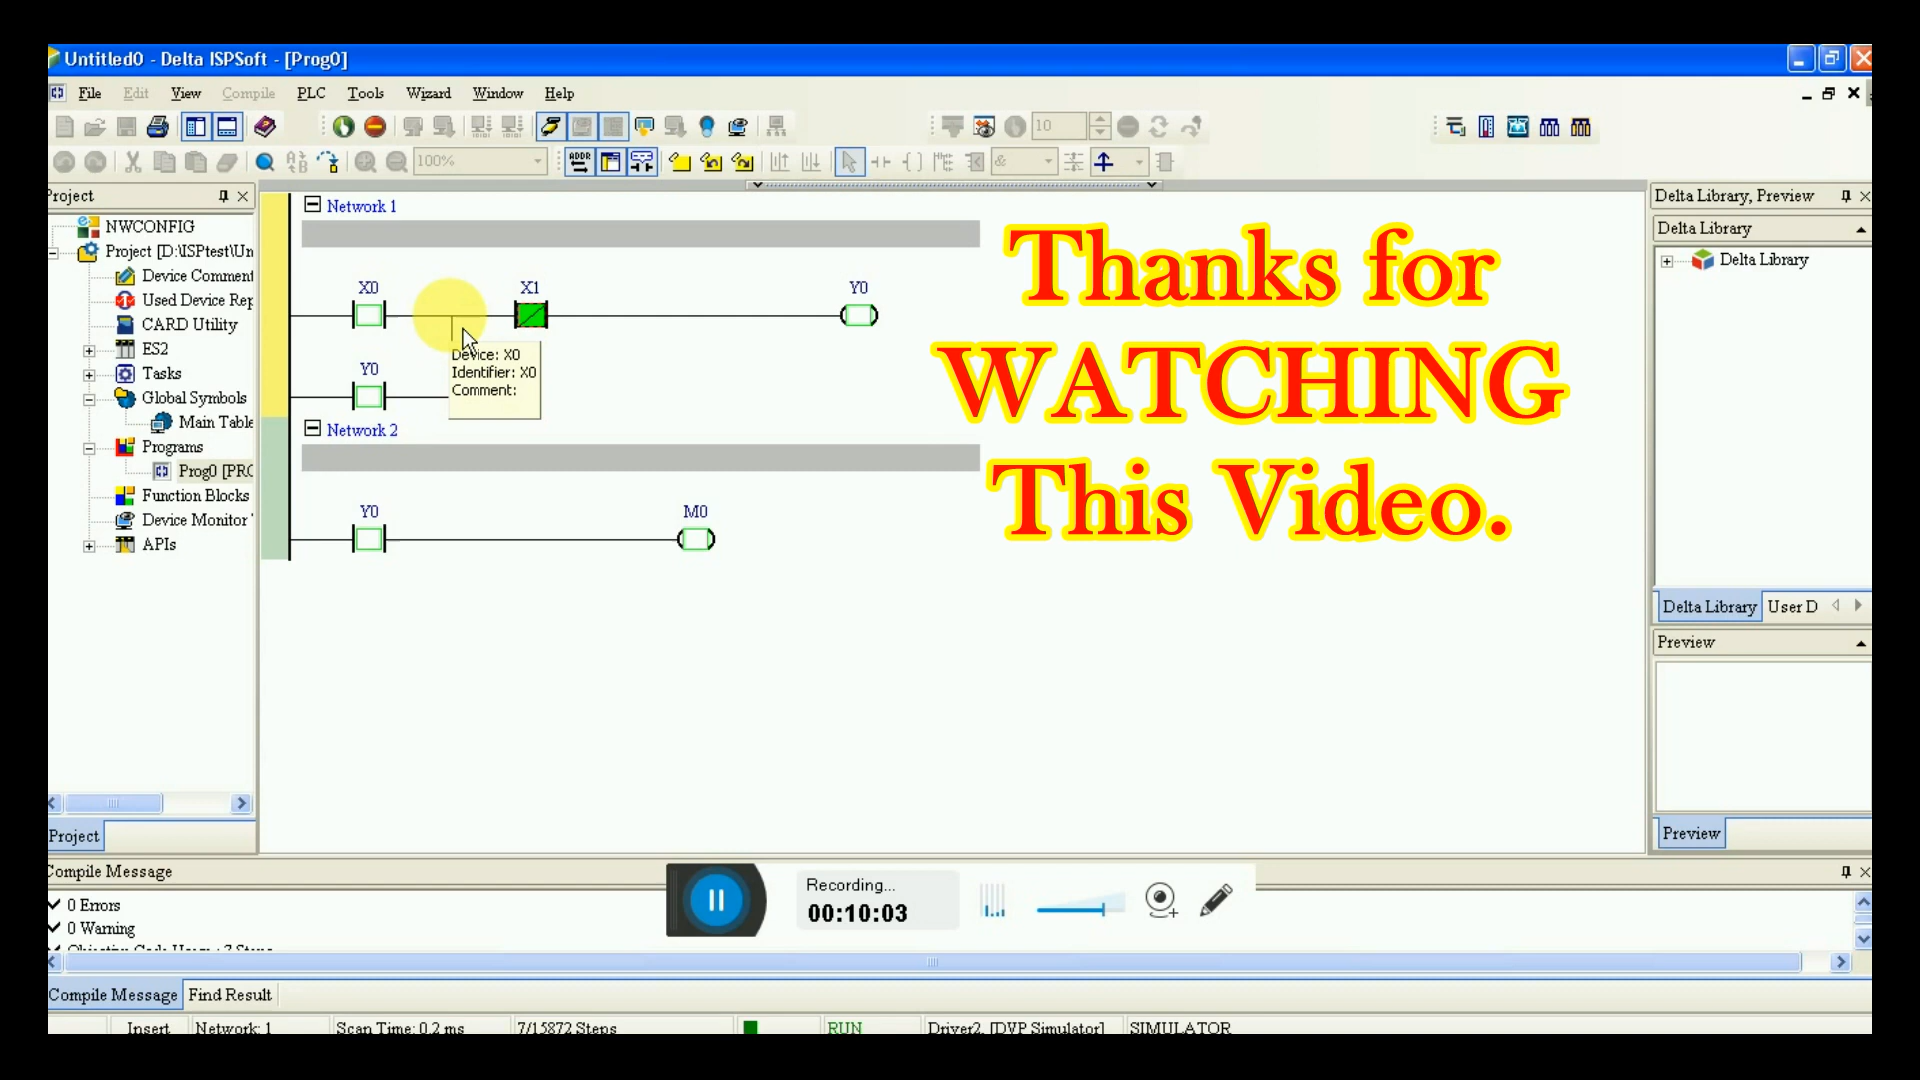 Untitled0 - Delta ISPSoft - [Prog0]
File Edit View Compile PLC Tools Wizard Window Help
10
100%
ADDR
&
Project
NWCONFIG
Project [D:\ISPtest\Un
Device Comment
Used Device Rep
CARD Utility
ES2
Tasks
Global Symbols
Main Table
Programs
Prog0 [PRO
Function Blocks
Device Monitor
APIs
Project
Network 1
X0 X1 Y0
Device: X0
Identifier: X0
Comment:
Y0
Network 2
Y0 M0
Thanks for
WATCHING
This Video.
Delta Library, Preview
Delta Library
Delta Library
Delta Library User D
Preview
Preview
Compile Message
0 Errors
0 Warning
Recording...
00:10:03
Compile Message Find Result
Insert Network: 1 Scan Time: 0.2 ms 7/15872 Steps RUN Driver2, [DVP Simulator] SIMULATOR